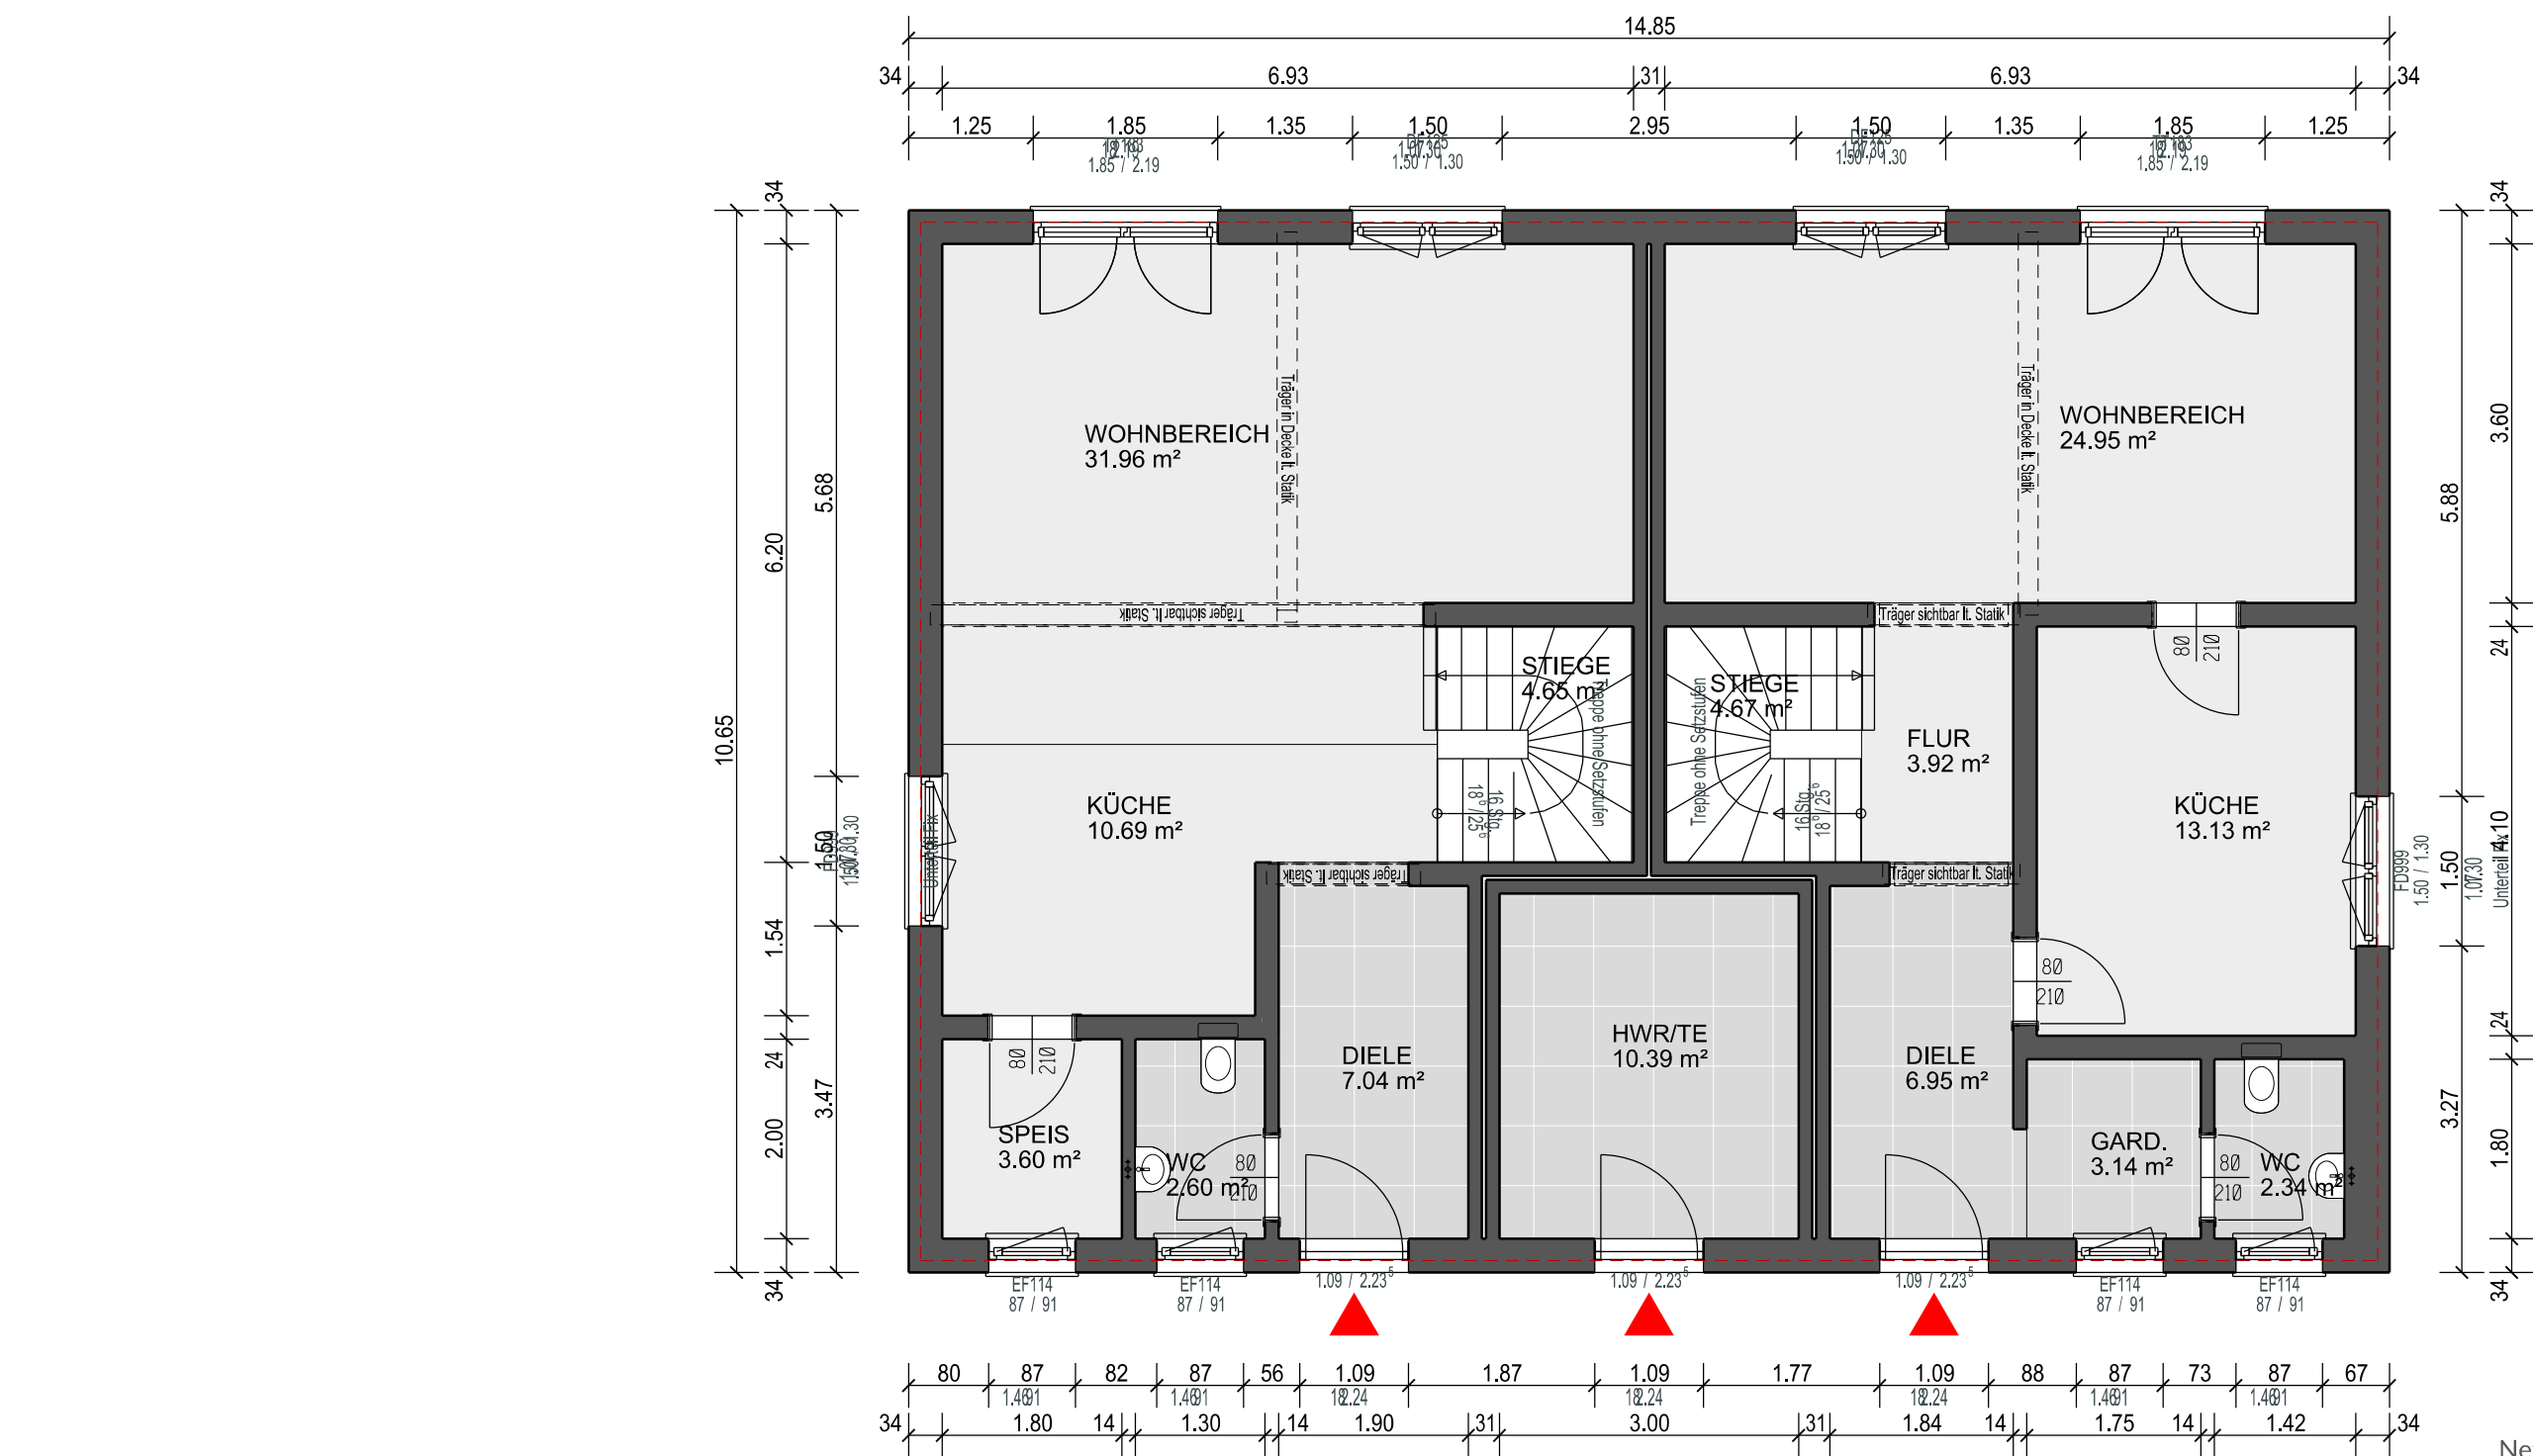 14.85
34 6.93 31 6.93 34
1.25 1.85 1.35 1.50 2.95 1.50 1.35 1.85 1.25
1.85 / 2.19
1.50 / 1.30
1.50 / 1.30
1.85 / 2.19
34
6.20
1.54
24
2.00
34
10.65
5.68
1.50
3.47
34
3.60
24
4.10
24
1.80
34
5.88
1.50
3.27
FD999
1.50 / 1.30
Unterteil Fix
Unterteil Fix
WOHNBEREICH
31.96 m²
Träger in Decke lt. Statik
WOHNBEREICH
24.95 m²
Träger in Decke lt. Statik
Träger sichtbar lt. Statik
Träger sichtbar lt. Statik
STIEGE
4.65 m²
Treppe ohne Setzstufen
16 Stg.
18⁶/25⁶
STIEGE
4.67 m²
Treppe ohne Setzstufen
16 Stg.
18⁶/25⁶
FLUR
3.92 m²
80
210
KÜCHE
10.69 m²
KÜCHE
13.13 m²
Träger sichtbar lt. Statik
Träger sichtbar lt. Statik
80
210
HWR/TE
10.39 m²
DIELE
7.04 m²
DIELE
6.95 m²
80
210
SPEIS
3.60 m²
WC
2.60 m²
80
210
GARD.
3.14 m²
80
210
WC
2.34 m²
EF114
87 / 91
EF114
87 / 91
1.09 / 2.23⁵
1.09 / 2.23⁵
1.09 / 2.23⁵
EF114
87 / 91
EF114
87 / 91
80 87 82 87 56 1.09 1.87 1.09 1.77 1.09 88 87 73 87 67
34 1.80 14 1.30 14 1.90 31 3.00 31 1.84 14 1.75 14 1.42 34
Ne